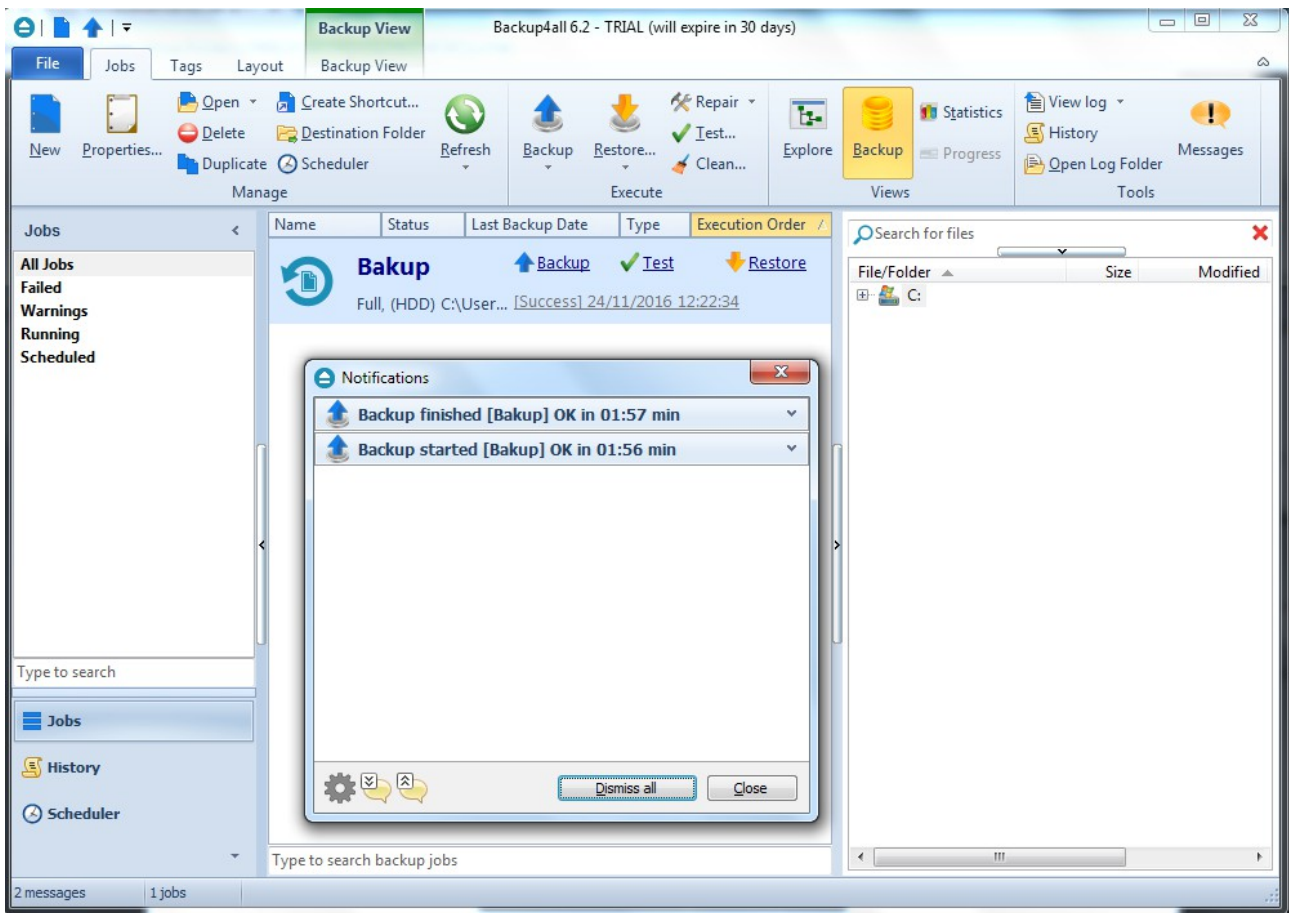 Backup View
Backup4all 6.2 - TRIAL (will expire in 30 days)
File
Jobs
Tags
Layout
Backup View
New
Properties...
Open
Delete
Duplicate
Create Shortcut...
Destination Folder
Scheduler
Refresh
Manage
Backup
Restore...
Repair
Test...
Clean...
Execute
Explore
Backup
Statistics
Progress
Views
View log
History
Open Log Folder
Messages
Tools
Jobs
All Jobs
Failed
Warnings
Running
Scheduled
Type to search
Jobs
History
Scheduler
Name
Status
Last Backup Date
Type
Execution Order
Bakup
Backup
Test
Restore
Full, (HDD) C:\User... [Success] 24/11/2016 12:22:34
Notifications
Backup finished [Bakup] OK in 01:57 min
Backup started [Bakup] OK in 01:56 min
Dismiss all
Close
Type to search backup jobs
Search for files
File/Folder
Size
Modified
C:
2 messages
1 jobs